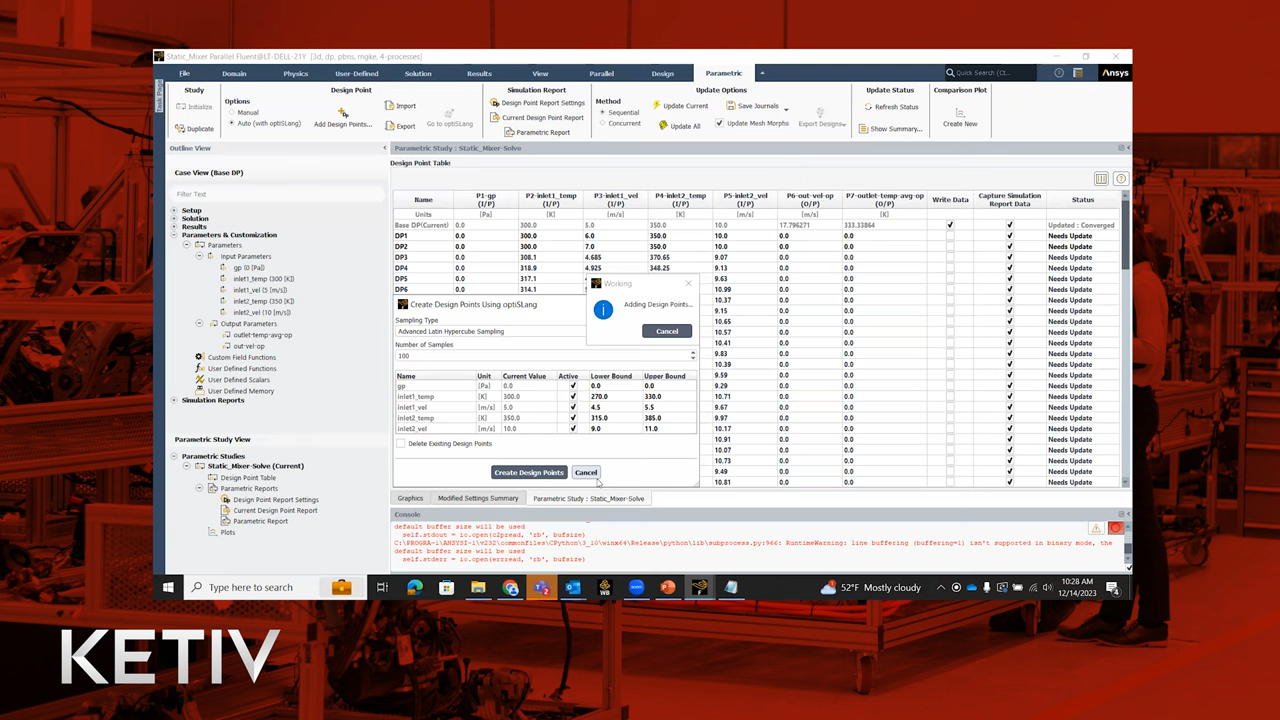 Static_Mixer Parallel Fluent@LT-DELL-21Y [3d, dp, pbns, rngke, 4-processes]
File Domain Physics User-Defined Solution Results View Parallel Design Parametric Quick Search (Ct... Ansys
Task Page
Study Design Point Simulation Report Update Options Update Status Comparison Plot
Initialize
Duplicate
Options
Manual
Auto (with optiSLang)
Add Design Points...
Import
Export
Go to optiSLang
Design Point Report Settings
Current Design Point Report
Parametric Report
Method
Sequential
Concurrent
Update Current
Update All
Save Journals
Update Mesh Morphs
Export Designs
Refresh Status
Show Summary...
Create New
Outline View
Case View (Base DP)
Filter Text
Setup
Solution
Results
Parameters & Customization
Parameters
Input Parameters
gp (0 [Pa])
inlet1_temp (300 [K])
inlet1_vel (5 [m/s])
inlet2_temp (350 [K])
inlet2_vel (10 [m/s])
Output Parameters
outlet-temp-avg-op
out-vel-op
Custom Field Functions
User Defined Functions
User Defined Scalars
User Defined Memory
Simulation Reports
Parametric Study View
Parametric Studies
Static_Mixer-Solve (Current)
Design Point Table
Parametric Reports
Design Point Report Settings
Current Design Point Report
Parametric Report
Plots
Parametric Study : Static_Mixer-Solve
Design Point Table
Name P1-gp (I/P) P2-inlet1_temp (I/P) P3-inlet1_vel (I/P) P4-inlet2_temp (I/P) P5-inlet2_vel (I/P) P6-out-vel-op (O/P) P7-outlet-temp-avg-op (O/P) Write Data Capture Simulation Report Data Status
Units [Pa] [K] [m/s] [K] [m/s] [m/s] [K]
Base DP(Current) 0.0 300.0 5.0 350.0 10.0 17.796271 333.33864 Updated : Converged
DP1 0.0 300.0 6.0 350.0 10.0 0.0 0.0 Needs Update
DP2 0.0 300.0 7.0 350.0 10.0 0.0 0.0 Needs Update
DP3 0.0 308.1 4.685 370.65 9.07 0.0 0.0 Needs Update
DP4 0.0 318.9 4.925 348.25 9.13 0.0 0.0 Needs Update
DP5 0.0 317.1 9.63 0.0 0.0 Needs Update
DP6 0.0 314.1 10.99 0.0 0.0 Needs Update
10.37 0.0 0.0 Needs Update
9.15 0.0 0.0 Needs Update
10.65 0.0 0.0 Needs Update
10.57 0.0 0.0 Needs Update
10.41 0.0 0.0 Needs Update
9.83 0.0 0.0 Needs Update
10.39 0.0 0.0 Needs Update
9.59 0.0 0.0 Needs Update
9.29 0.0 0.0 Needs Update
10.71 0.0 0.0 Needs Update
9.67 0.0 0.0 Needs Update
9.97 0.0 0.0 Needs Update
10.17 0.0 0.0 Needs Update
10.91 0.0 0.0 Needs Update
10.07 0.0 0.0 Needs Update
10.73 0.0 0.0 Needs Update
9.49 0.0 0.0 Needs Update
10.81 0.0 0.0 Needs Update
Working
Adding Design Points...
Cancel
Create Design Points Using optiSLang
Sampling Type
Advanced Latin Hypercube Sampling
Number of Samples
100
Name Unit Current Value Active Lower Bound Upper Bound
gp [Pa] 0.0 0.0 0.0
inlet1_temp [K] 300.0 270.0 330.0
inlet1_vel [m/s] 5.0 4.5 5.5
inlet2_temp [K] 350.0 315.0 385.0
inlet2_vel [m/s] 10.0 9.0 11.0
Delete Existing Design Points
Create Design Points Cancel
Graphics Modified Settings Summary Parametric Study : Static_Mixer-Solve
Console
default buffer size will be used
self.stdout = io.open(c2pread, 'rb', bufsize)
C:\PROGRA~1\ANSYSI~1\v232\commonfiles\CPython\3_10\winx64\Release\python\lib\subprocess.py:966: RuntimeWarning: line buffering (buffering=1) isn't supported in binary mode, the
default buffer size will be used
self.stderr = io.open(errread, 'rb', bufsize)
Type here to search
WB
zoom
52°F Mostly cloudy
10:28 AM
12/14/2023
4
KETIV